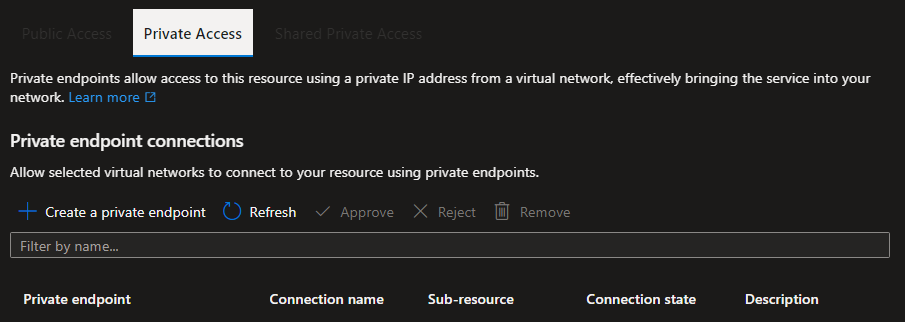 Public Access Private Access Shared Private Access
Private endpoints allow access to this resource using a private IP address from a virtual network, effectively bringing the service into your
network. Learn more
Private endpoint connections
Allow selected virtual networks to connect to your resource using private endpoints.
Create a private endpoint Refresh Approve Reject Remove
Filter by name...
Private endpoint Connection name Sub-resource Connection state Description